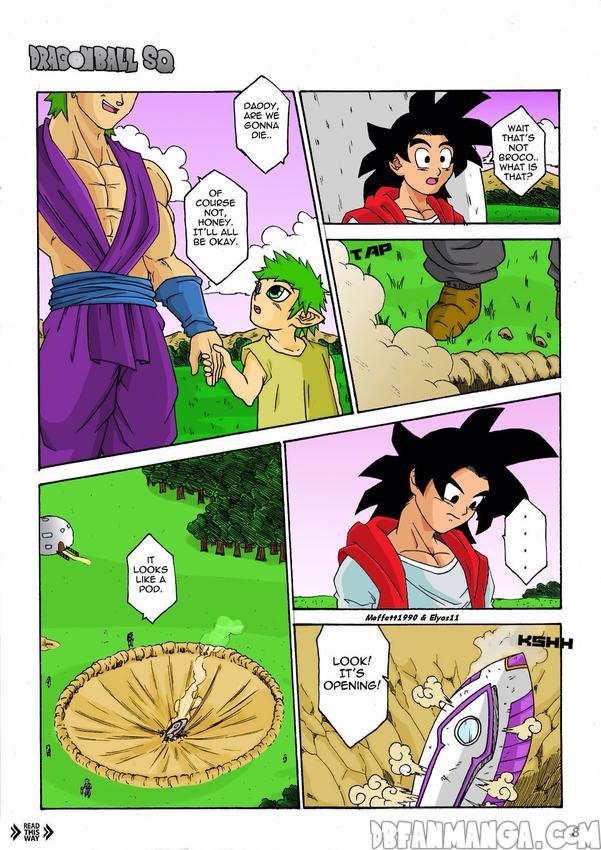 DRAGONBALL SQ
DADDY,
ARE WE
GONNA
DIE..
OF
COURSE
NOT,
HONEY.
IT'LL ALL
BE OKAY.
WAIT
THAT'S
NOT
BROCO..
WHAT IS
THAT?
TAP
. . . .
Moffett1990 & Elyas11
IT
LOOKS
LIKE A
POD.
LOOK!
IT'S
OPENING!
KSHH
READ
THIS
WAY
8
DBFANMANGA.COM